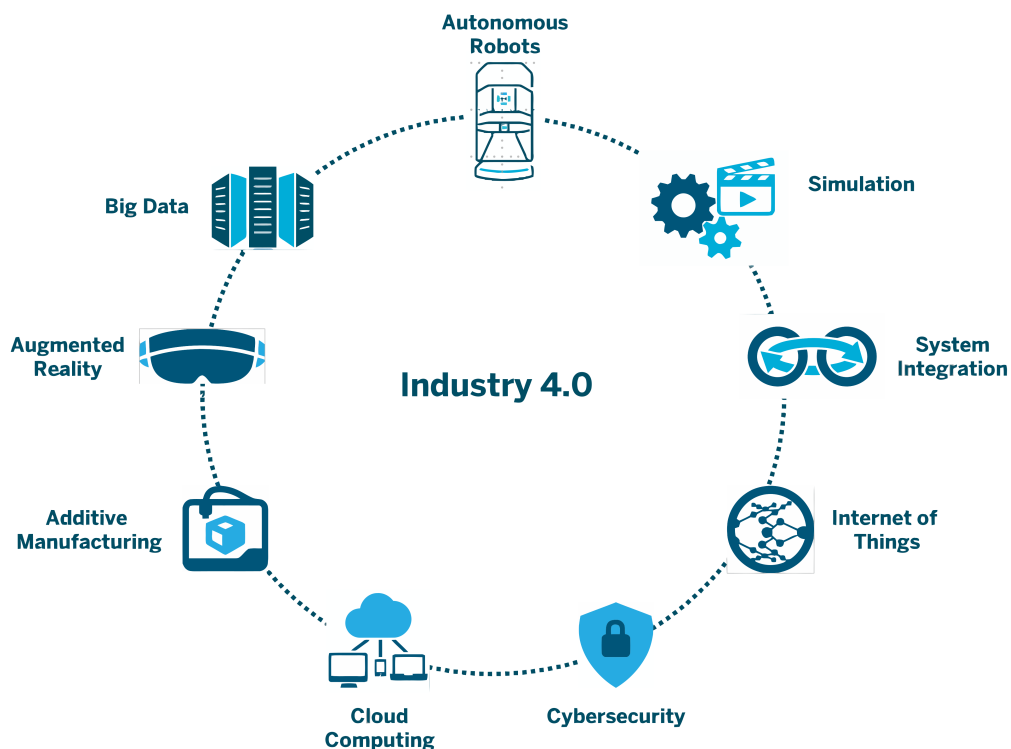 Autonomous
Robots
Simulation
Big Data
System
Integration
Augmented
Reality
Industry 4.0
Internet of
Things
Additive
Manufacturing
Cybersecurity
Cloud
Computing